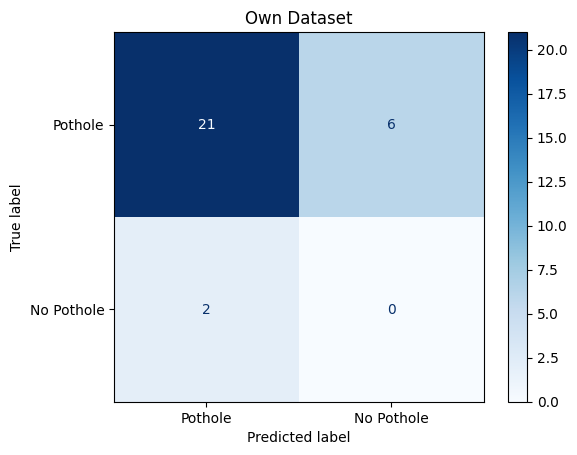 Own Dataset
Pothole
21
6
No Pothole
2
0
True label
Pothole
No Pothole
Predicted label
20.0
17.5
15.0
12.5
10.0
7.5
5.0
2.5
0.0